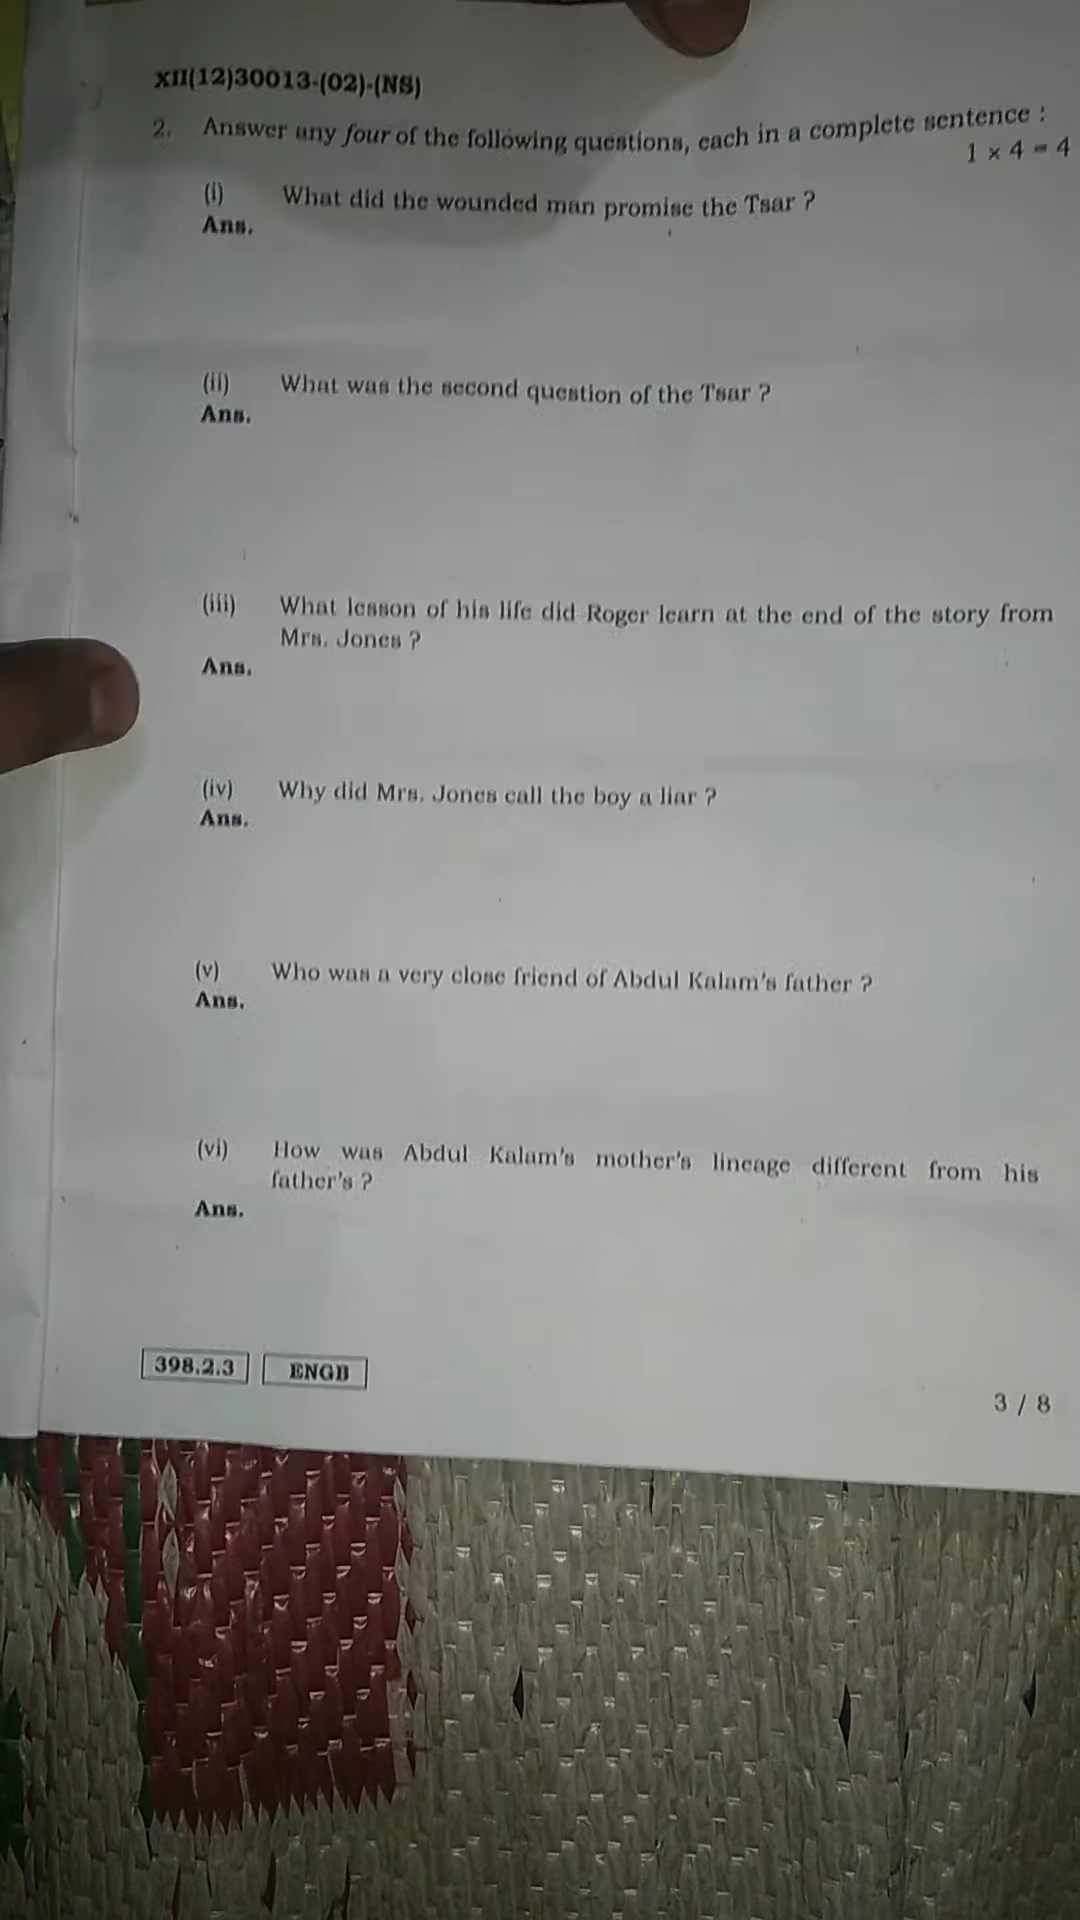 XII(12)30013-(02)-(NS)
2. Answer any four of the following questions, each in a complete sentence :
1 × 4 = 4
(i) What did the wounded man promise the Tsar ?
Ans.
(ii) What was the second question of the Tsar ?
Ans.
(iii) What lesson of his life did Roger learn at the end of the story from
Mrs. Jones ?
Ans.
(iv) Why did Mrs. Jones call the boy a liar ?
Ans.
(v) Who was a very close friend of Abdul Kalam's father ?
Ans.
(vi) How was Abdul Kalam's mother's lineage different from his
father's ?
Ans.
398.2.3 ENGB
3 / 8